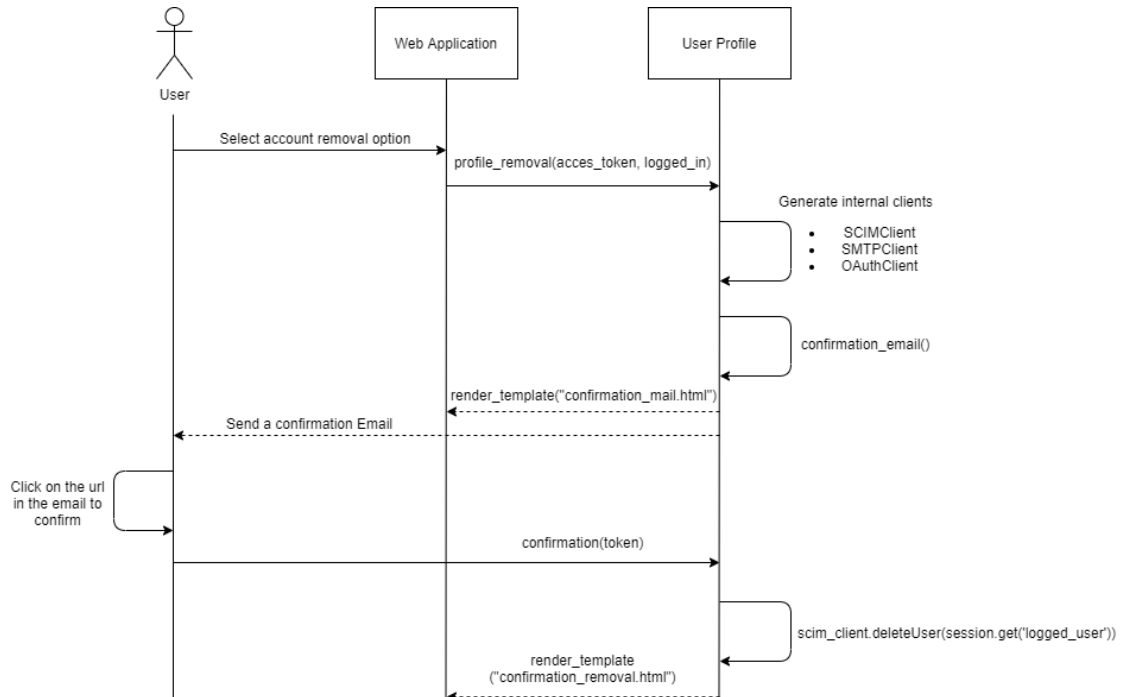 Web Application
User Profile
User
Select account removal option
profile_removal(acces_token, logged_in)
Generate internal clients
• SCIMClient
• SMTPClient
• OAuthClient
confirmation_email()
render_template("confirmation_mail.html")
Send a confirmation Email
Click on the url
in the email to
confirm
confirmation(token)
scim_client.deleteUser(session.get('logged_user'))
render_template
("confirmation_removal.html")